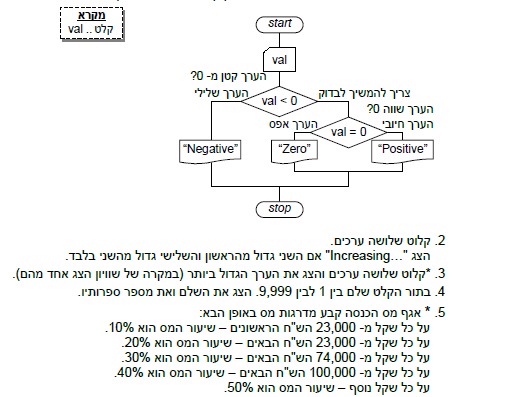 מקרא
קלט .. val
start
val
הערך קטן מ- 0?
הערך שלילי
val < 0
צריך להמשיך לבדוק
הערך שווה 0?
הערך אפס
val = 0
הערך חיובי
"Negative"
"Zero"
"Positive"
stop
2. קלוט שלושה ערכים.
הצג "Increasing..." אם השני גדול מהראשון והשלישי גדול מהשני בלבד.
3. *קלוט שלושה ערכים והצג את הערך הגדול ביותר (במקרה של שוויון הצג אחד מהם).
4. בתור הקלט שלם בין 1 לבין 9,999. הצג את השלם ואת מספר ספרותיו.
5. * אגף מס הכנסה קבע מדרגות מס באופן הבא:
על כל שקל מ- 23,000 הש"ח הראשונים – שיעור המס הוא 10%.
על כל שקל מ- 23,000 הש"ח הבאים – שיעור המס הוא 20%.
על כל שקל מ- 74,000 הש"ח הבאים – שיעור המס הוא 30%.
על כל שקל מ- 100,000 הש"ח הבאים – שיעור המס הוא 40%.
על כל שקל נוסף – שיעור המס הוא 50%.